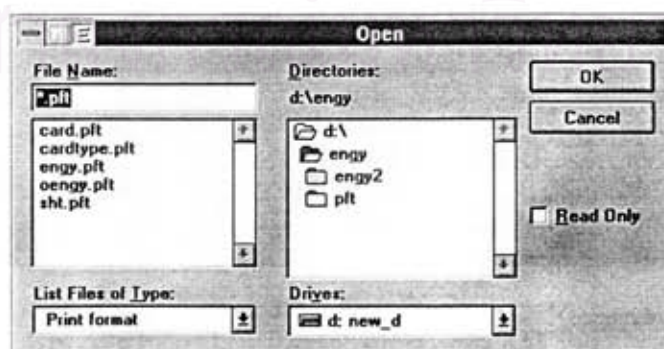 Open
File Name:
*.pft
card.pft
cardtype.pft
engy.pft
oengy.pft
sht.pft
List Files of Type:
Print format
Directories:
d:\engy
d:\
engy
engy2
pft
Drives:
d: new_d
OK
Cancel
Read Only